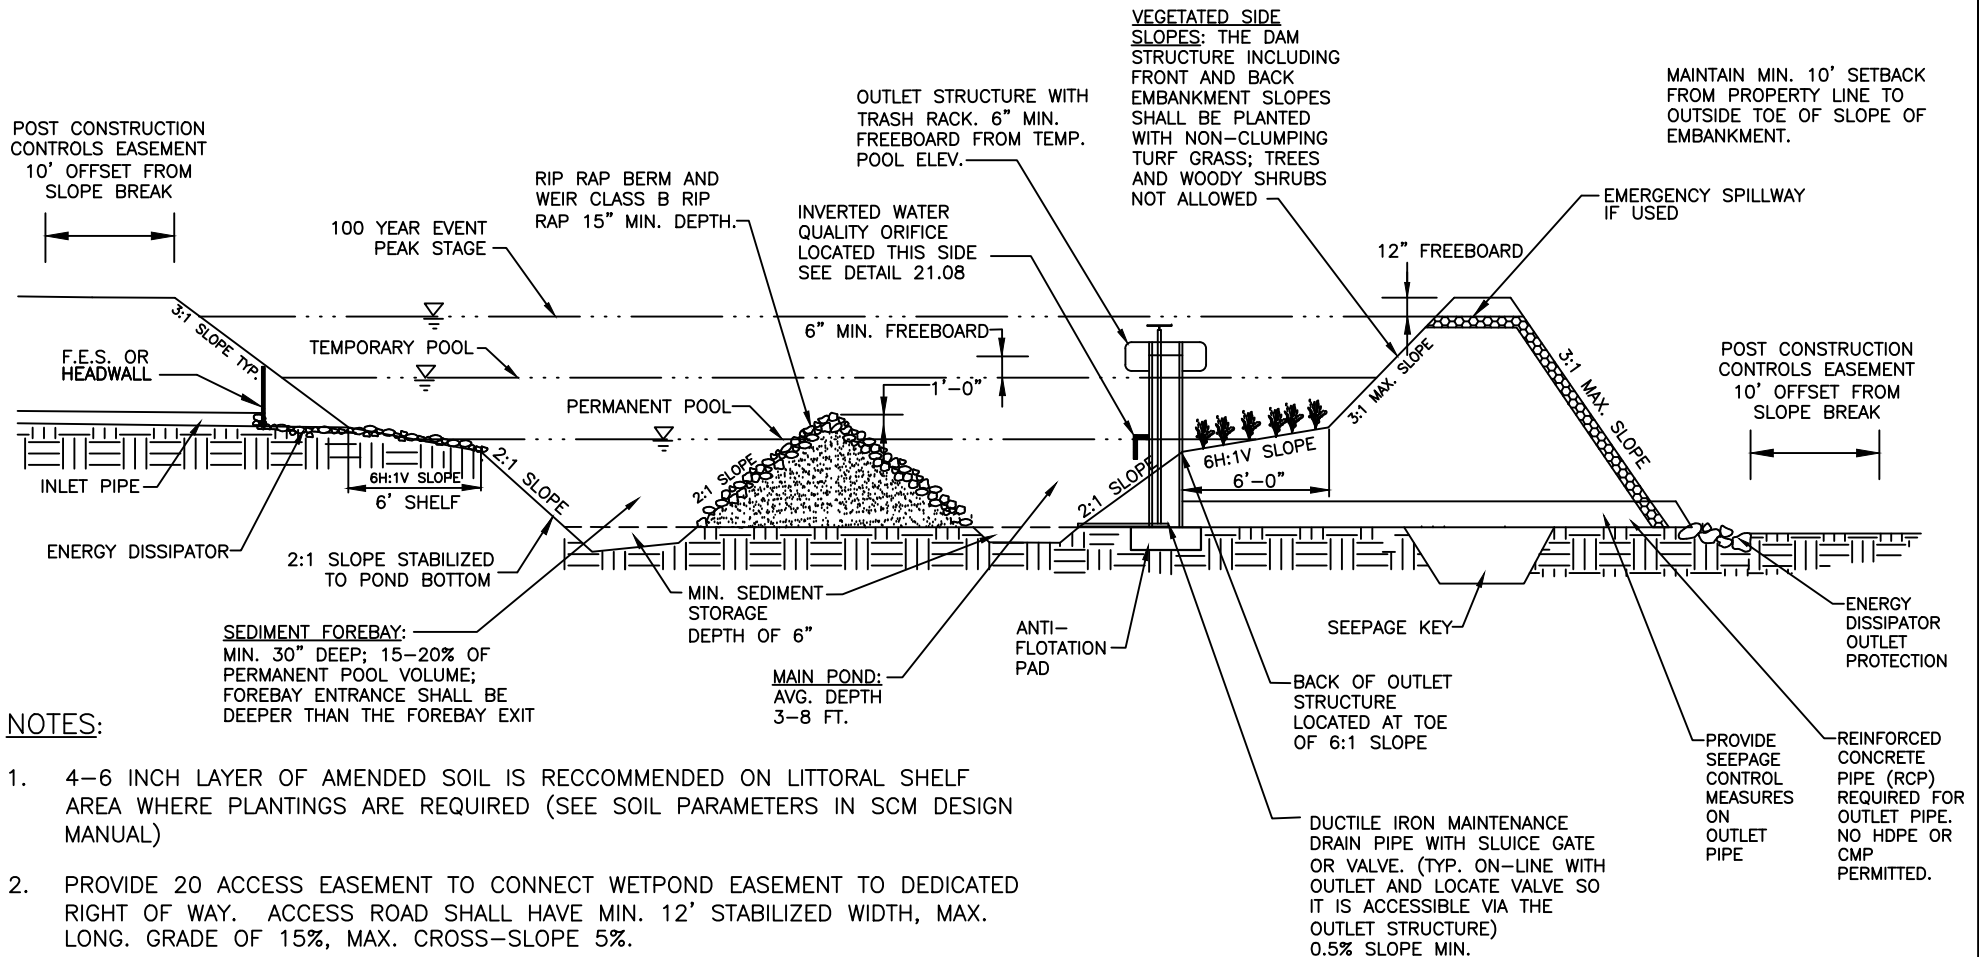 POST CONSTRUCTION
CONTROLS EASEMENT
10' OFFSET FROM
SLOPE BREAK
100 YEAR EVENT
PEAK STAGE
RIP RAP BERM AND
WEIR CLASS B RIP
RAP 15" MIN. DEPTH.
OUTLET STRUCTURE WITH
TRASH RACK. 6" MIN.
FREEBOARD FROM TEMP.
POOL ELEV.
INVERTED WATER
QUALITY ORIFICE
LOCATED THIS SIDE
SEE DETAIL 21.08
VEGETATED SIDE
SLOPES: THE DAM
STRUCTURE INCLUDING
FRONT AND BACK
EMBANKMENT SLOPES
SHALL BE PLANTED
WITH NON-CLUMPING
TURF GRASS; TREES
AND WOODY SHRUBS
NOT ALLOWED
MAINTAIN MIN. 10' SETBACK
FROM PROPERTY LINE TO
OUTSIDE TOE OF SLOPE OF
EMBANKMENT.
EMERGENCY SPILLWAY
IF USED
12" FREEBOARD
3:1 SLOPE TYP.
F.E.S. OR
HEADWALL
TEMPORARY POOL
6" MIN. FREEBOARD
1'-0"
PERMANENT POOL
3:1 MAX. SLOPE
3:1 MAX. SLOPE
POST CONSTRUCTION
CONTROLS EASEMENT
10' OFFSET FROM
SLOPE BREAK
INLET PIPE
6H:1V SLOPE
6' SHELF
2:1 SLOPE
2:1 SLOPE
2:1 SLOPE
6H:1V SLOPE
6'-0"
ENERGY DISSIPATOR
2:1 SLOPE STABILIZED
TO POND BOTTOM
MIN. SEDIMENT
STORAGE
DEPTH OF 6"
SEDIMENT FOREBAY:
MIN. 30" DEEP; 15-20% OF
PERMANENT POOL VOLUME;
FOREBAY ENTRANCE SHALL BE
DEEPER THAN THE FOREBAY EXIT
MAIN POND:
AVG. DEPTH
3-8 FT.
ANTI-
FLOTATION
PAD
SEEPAGE KEY
ENERGY
DISSIPATOR
OUTLET
PROTECTION
BACK OF OUTLET
STRUCTURE
LOCATED AT TOE
OF 6:1 SLOPE
PROVIDE
SEEPAGE
CONTROL
MEASURES
ON
OUTLET
PIPE
REINFORCED
CONCRETE
PIPE (RCP)
REQUIRED FOR
OUTLET PIPE.
NO HDPE OR
CMP
PERMITTED.
DUCTILE IRON MAINTENANCE
DRAIN PIPE WITH SLUICE GATE
OR VALVE. (TYP. ON-LINE WITH
OUTLET AND LOCATE VALVE SO
IT IS ACCESSIBLE VIA THE
OUTLET STRUCTURE)
0.5% SLOPE MIN.
NOTES:
1. 4-6 INCH LAYER OF AMENDED SOIL IS RECCOMMENDED ON LITTORAL SHELF
AREA WHERE PLANTINGS ARE REQUIRED (SEE SOIL PARAMETERS IN SCM DESIGN
MANUAL)
2. PROVIDE 20 ACCESS EASEMENT TO CONNECT WETPOND EASEMENT TO DEDICATED
RIGHT OF WAY. ACCESS ROAD SHALL HAVE MIN. 12' STABILIZED WIDTH, MAX.
LONG. GRADE OF 15%, MAX. CROSS-SLOPE 5%.